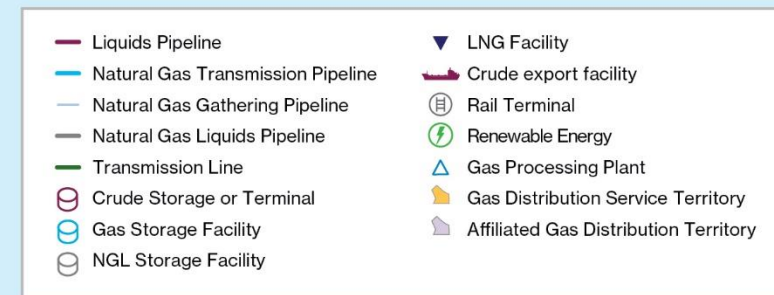 Liquids Pipeline
Natural Gas Transmission Pipeline
Natural Gas Gathering Pipeline
Natural Gas Liquids Pipeline
Transmission Line
Crude Storage or Terminal
Gas Storage Facility
NGL Storage Facility
LNG Facility
Crude export facility
Rail Terminal
Renewable Energy
Gas Processing Plant
Gas Distribution Service Territory
Affiliated Gas Distribution Territory